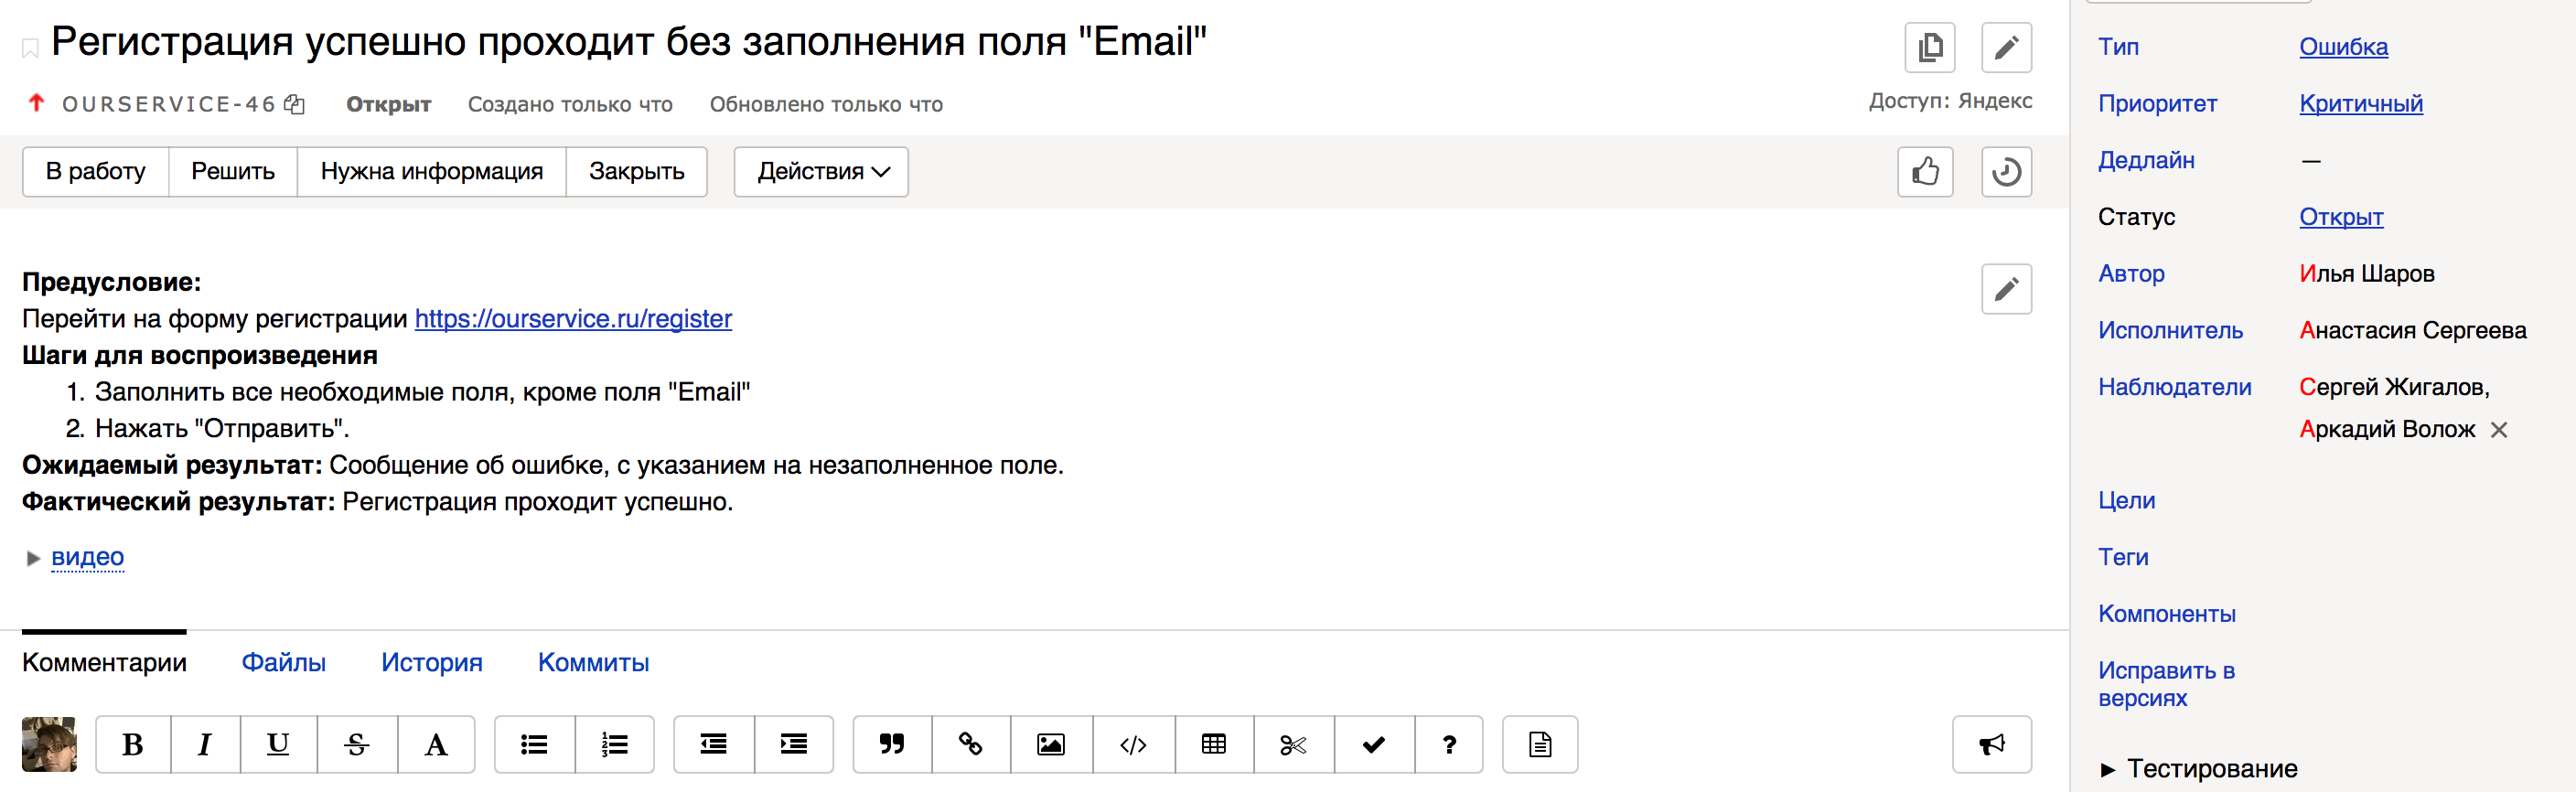 Регистрация успешно проходит без заполнения поля "Email"
OURSERVICE-46 Открыт Создано только что Обновлено только что
Доступ: Яндекс
В работу Решить Нужна информация Закрыть Действия
Предусловие:
Перейти на форму регистрации https://ourservice.ru/register
Шаги для воспроизведения
1. Заполнить все необходимые поля, кроме поля "Email"
2. Нажать "Отправить".
Ожидаемый результат: Сообщение об ошибке, с указанием на незаполненное поле.
Фактический результат: Регистрация проходит успешно.
видео
Комментарии Файлы История Коммиты
B I U S A
Тип Ошибка
Приоритет Критичный
Дедлайн —
Статус Открыт
Автор Илья Шаров
Исполнитель Анастасия Сергеева
Наблюдатели Сергей Жигалов,
Аркадий Волож
Цели
Теги
Компоненты
Исправить в
версиях
Тестирование